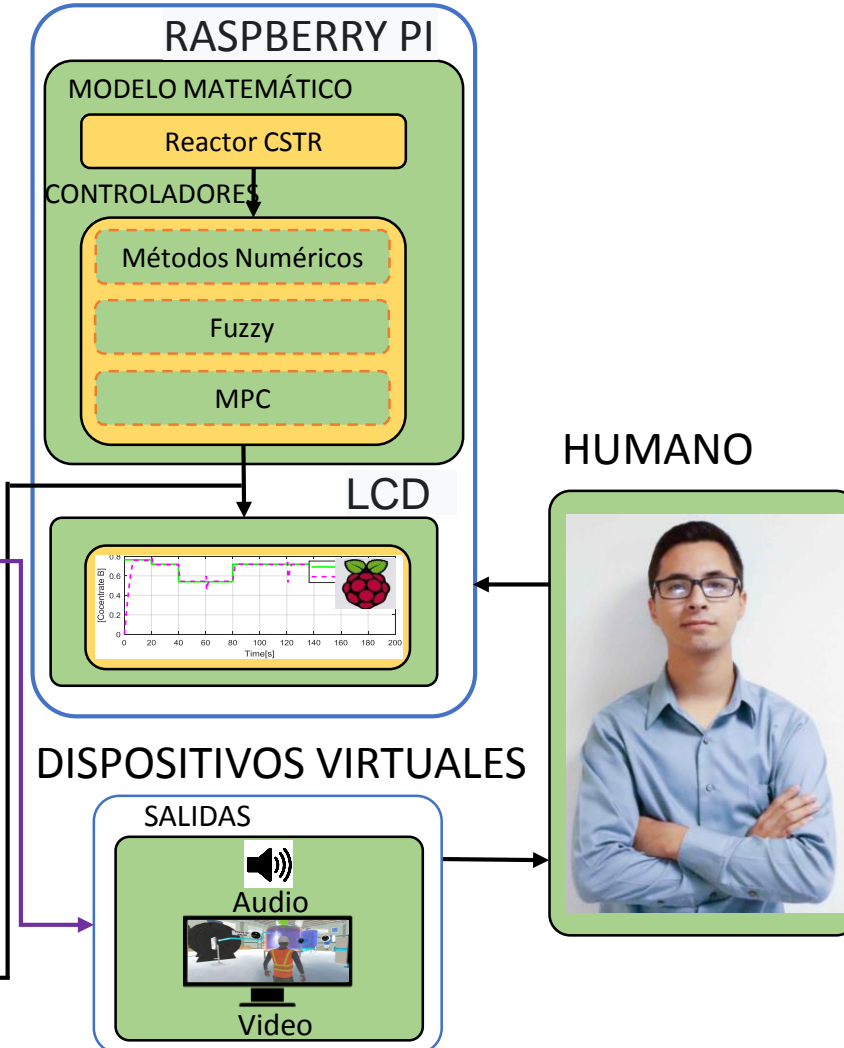 RASPBERRY PI
MODELO MATEMÁTICO
Reactor CSTR
CONTROLADORES
Métodos Numéricos
Fuzzy
MPC
LCD
[Cocentrate B]
0.8
0.6
0.4
0.2
0
0 20 40 60 80 100 120 140 160 180 200
Time[s]
HUMANO
DISPOSITIVOS VIRTUALES
SALIDAS
Audio
Video